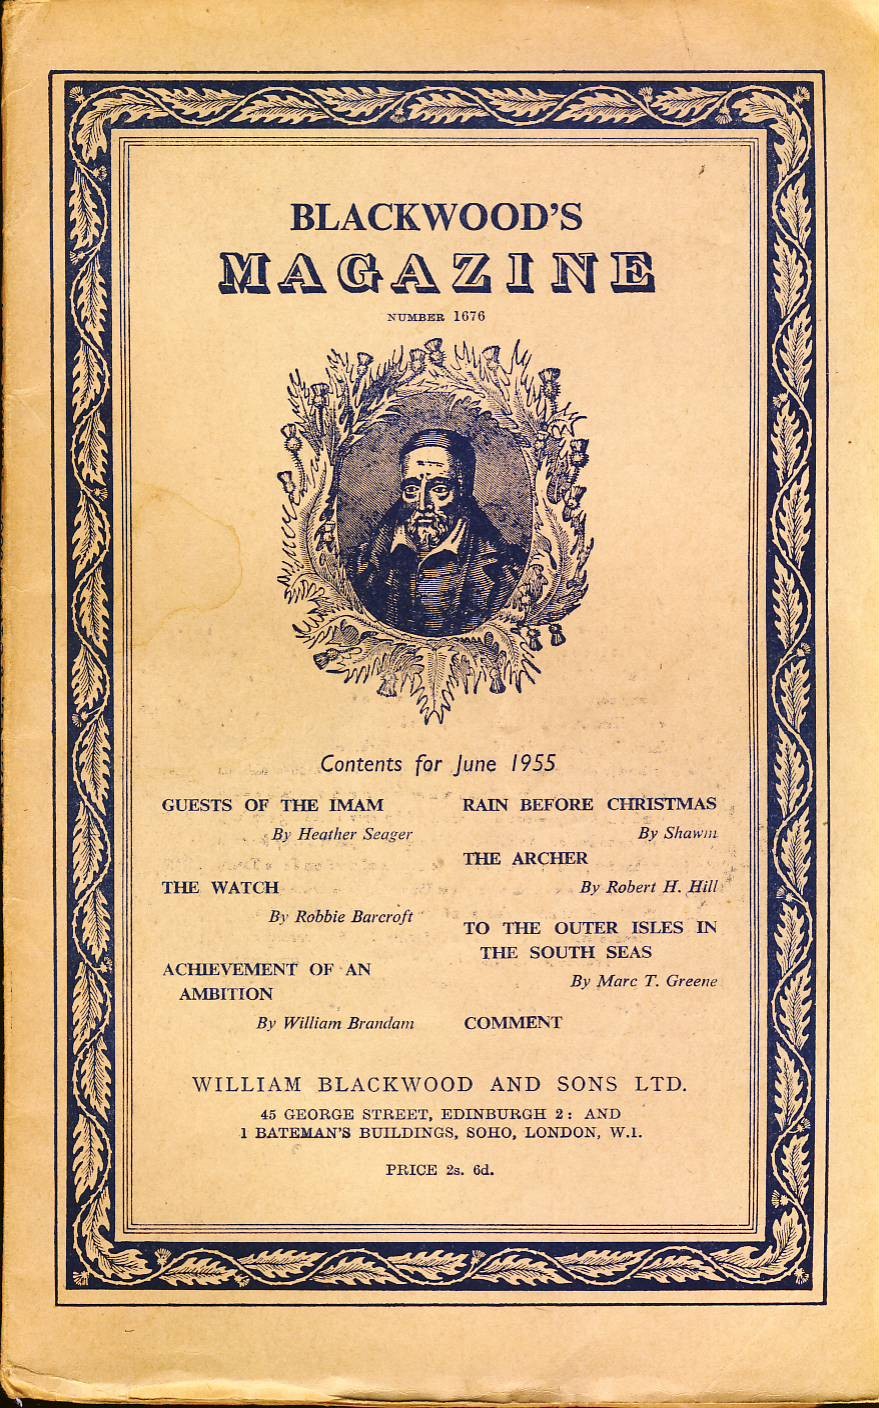 BLACKWOOD'S
MAGAZINE
NUMBER 1676
Contents for June 1955
GUESTS OF THE IMAM
By Heather Seager
THE WATCH
By Robbie Barcroft
ACHIEVEMENT OF AN
AMBITION
By William Brandam
RAIN BEFORE CHRISTMAS
By Shawm
THE ARCHER
By Robert H. Hill
TO THE OUTER ISLES IN
THE SOUTH SEAS
By Marc T. Greene
COMMENT
WILLIAM BLACKWOOD AND SONS LTD.
45 GEORGE STREET, EDINBURGH 2: AND
1 BATEMAN'S BUILDINGS, SOHO, LONDON, W.1.
PRICE 2s. 6d.